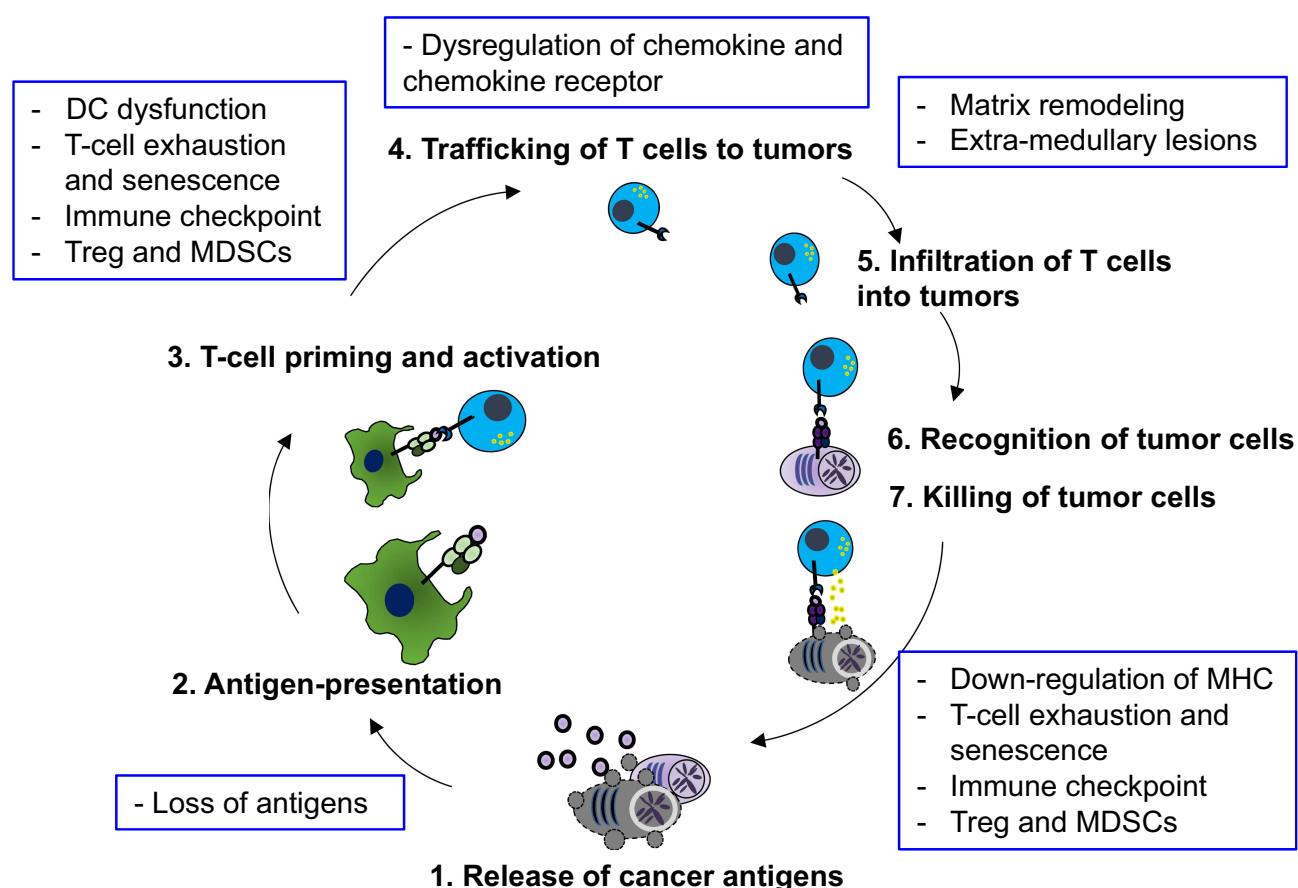 - Dysregulation of chemokine and
chemokine receptor
- DC dysfunction
- T-cell exhaustion
and senescence
- Immune checkpoint
- Treg and MDSCs
- Matrix remodeling
- Extra-medullary lesions
4. Trafficking of T cells to tumors
5. Infiltration of T cells
into tumors
3. T-cell priming and activation
6. Recognition of tumor cells
7. Killing of tumor cells
2. Antigen-presentation
- Down-regulation of MHC
- T-cell exhaustion and
senescence
- Immune checkpoint
- Treg and MDSCs
- Loss of antigens
1. Release of cancer antigens